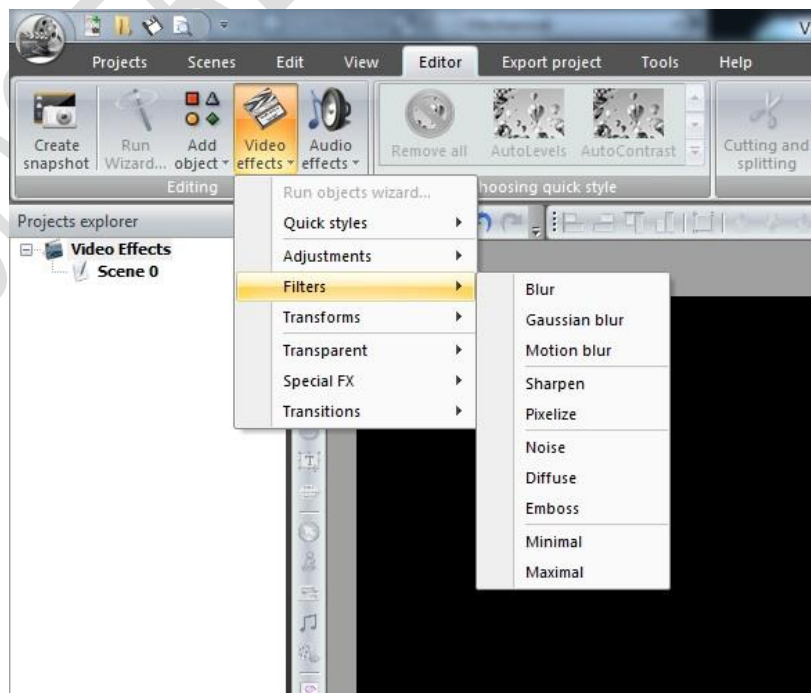 V
Projects Scenes Edit View Editor Export project Tools Help
Create snapshot
Run Wizard...
Add object
Video effects
Audio effects
Remove all
AutoLevels
AutoContrast
Cutting and splitting
Editing
hoosing quick style
Projects explorer
Video Effects
Scene 0
Run objects wizard...
Quick styles
Adjustments
Filters
Transforms
Transparent
Special FX
Transitions
Blur
Gaussian blur
Motion blur
Sharpen
Pixelize
Noise
Diffuse
Emboss
Minimal
Maximal